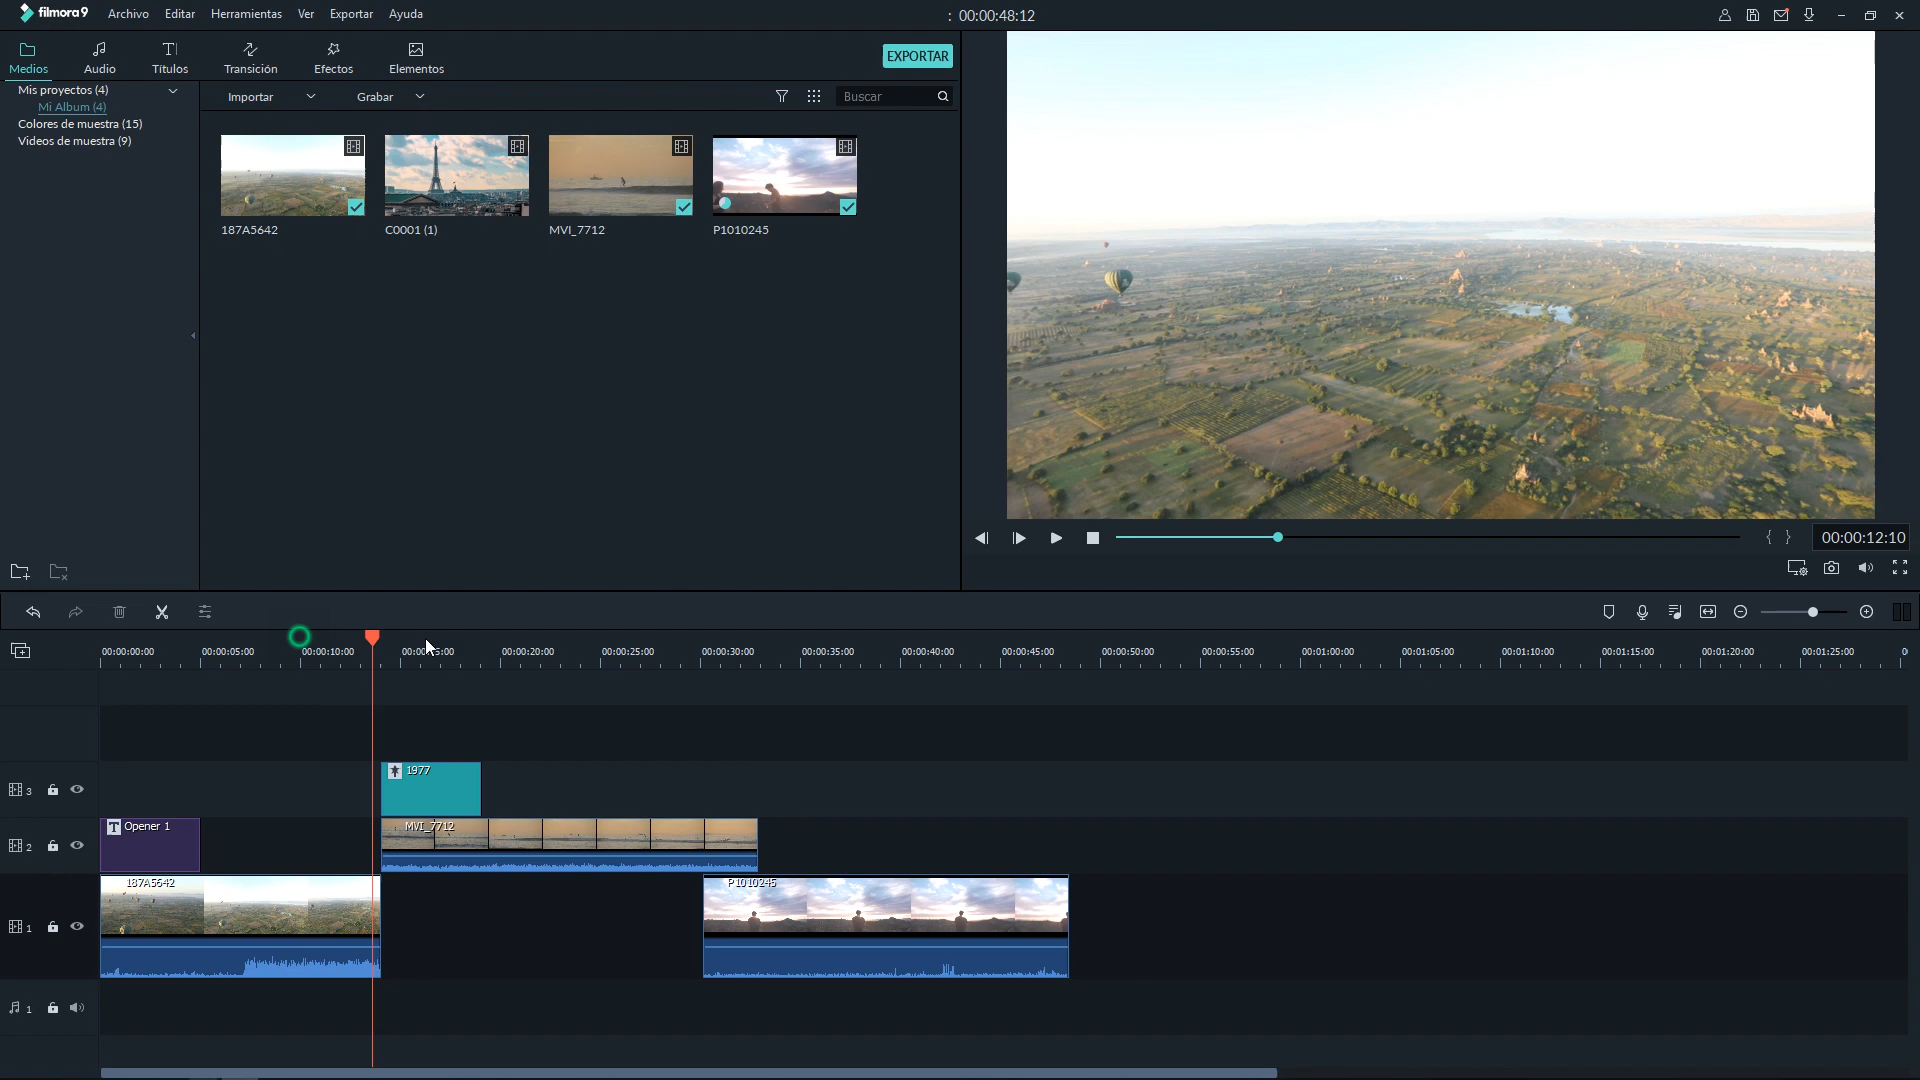 filmora9 Archivo Editar Herramientas Ver Exportar Ayuda : 00:00:48:12
Medios Audio Títulos Transición Efectos Elementos EXPORTAR
Mis proyectos (4)
Mi Album (4)
Colores de muestra (15)
Videos de muestra (9)
Importar Grabar Buscar
187A5642 C0001 (1) MVI_7712 P1010245
{ } 00:00:12:10
00:00:00:00 00:00:05:00 00:00:10:00 00:00:20:00 00:00:25:00 00:00:30:00 00:00:35:00 00:00:40:00 00:00:45:00 00:00:50:00 00:00:55:00 00:01:00:00 00:01:05:00 00:01:10:00 00:01:15:00 00:01:20:00 00:01:25:00
3 1977
2 T Opener 1 MVI_7712
1 187A5642 P1010245
1